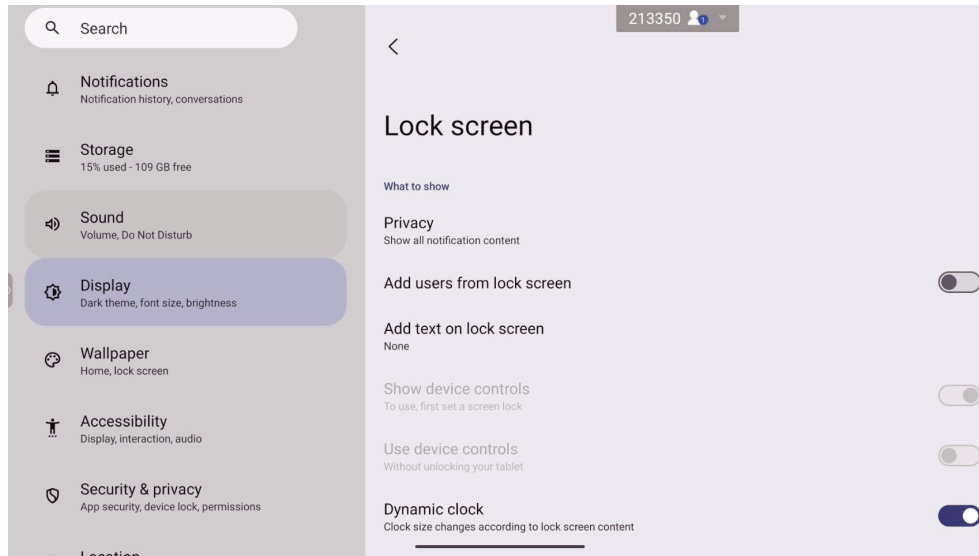 Search
Notifications
Notification history, conversations
Storage
15% used - 109 GB free
Sound
Volume, Do Not Disturb
Display
Dark theme, font size, brightness
Wallpaper
Home, lock screen
Accessibility
Display, interaction, audio
Security & privacy
App security, device lock, permissions
Location
213350
1
Lock screen
What to show
Privacy
Show all notification content
Add users from lock screen
Add text on lock screen
None
Show device controls
To use, first set a screen lock
Use device controls
Without unlocking your tablet
Dynamic clock
Clock size changes according to lock screen content